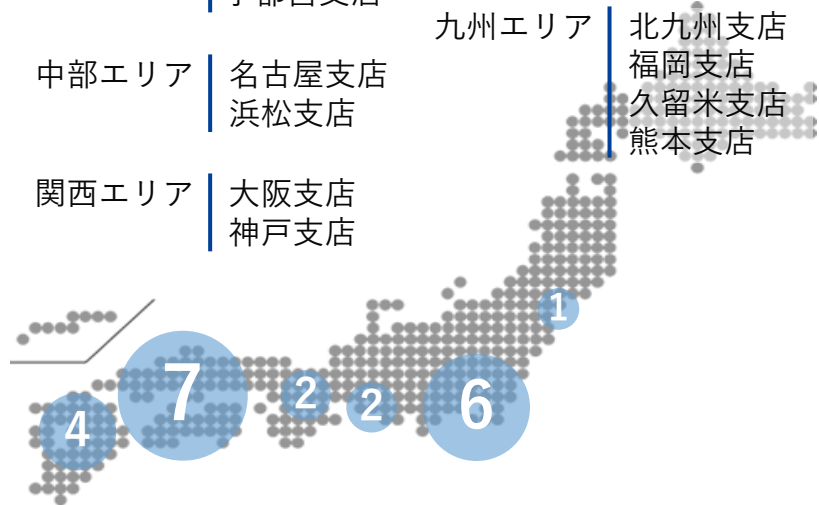 中部エリア
名古屋支店
浜松支店
関西エリア
大阪支店
神戸支店
九州エリア
北九州支店
福岡支店
久留米支店
熊本支店
1
7
2
2
6
4